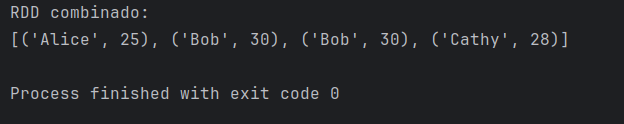 RDD combinado:
[('Alice', 25), ('Bob', 30), ('Bob', 30), ('Cathy', 28)]
Process finished with exit code 0